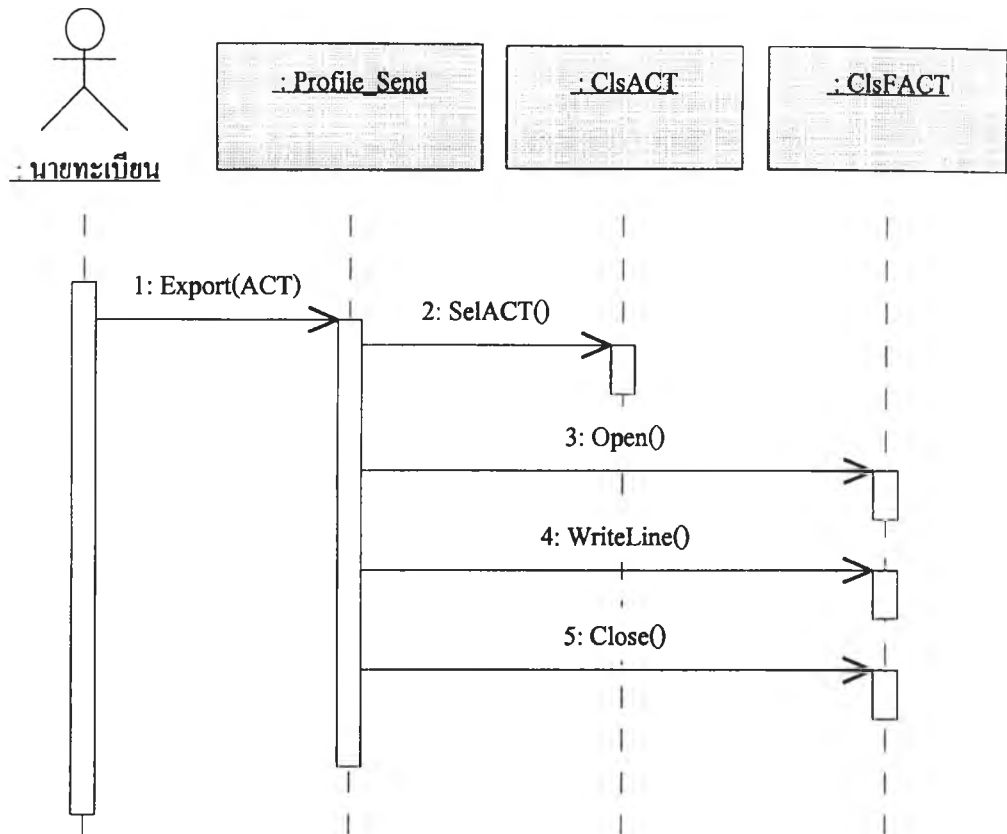 : Profile_Send
: ClsACT
: ClsFACT
: นายทะเบียน
1: Export(ACT)
2: SelACT()
3: Open()
4: WriteLine()
5: Close()